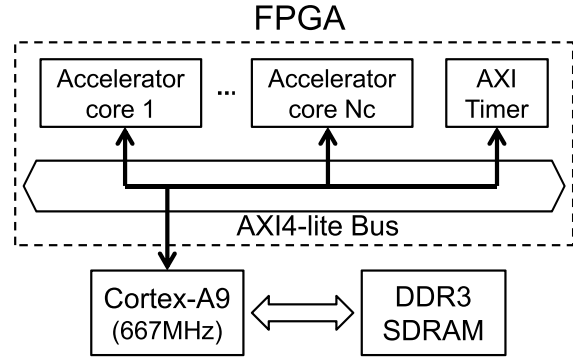 FPGA
Accelerator
core 1
...
Accelerator
core Nc
AXI
Timer
AXI4-lite Bus
Cortex-A9
(667MHz)
DDR3
SDRAM